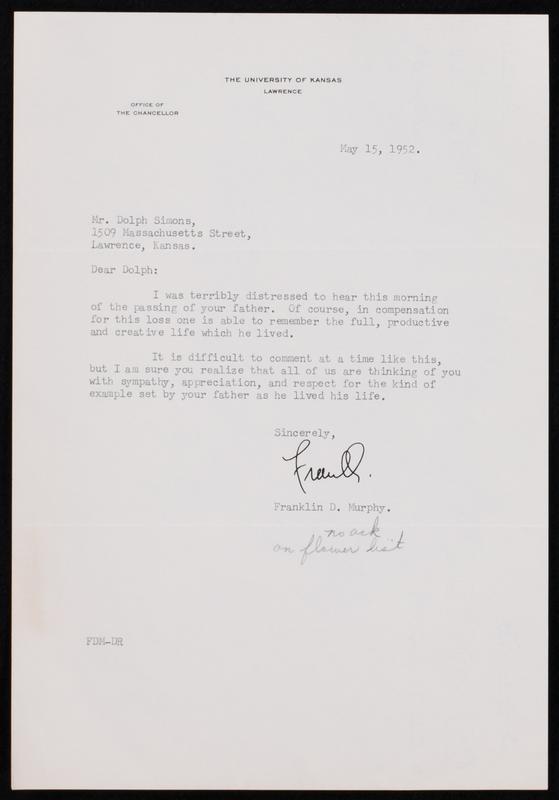 THE UNIVERSITY OF KANSAS
LAWRENCE
OFFICE OF
THE CHANCELLOR
May 15, 1952.
Mr. Dolph Simons,
1509 Massachusetts Street,
Lawrence, Kansas.
Dear Dolph:
I was terribly distressed to hear this morning
of the passing of your father. Of course, in compensation
for this loss one is able to remember the full, productive
and creative life which he lived.
It is difficult to comment at a time like this,
but I am sure you realize that all of us are thinking of you
with sympathy, appreciation, and respect for the kind of
example set by your father as he lived his life.
Sincerely,
Franklin D. Murphy.
no ack
on flower list
FDM-DR